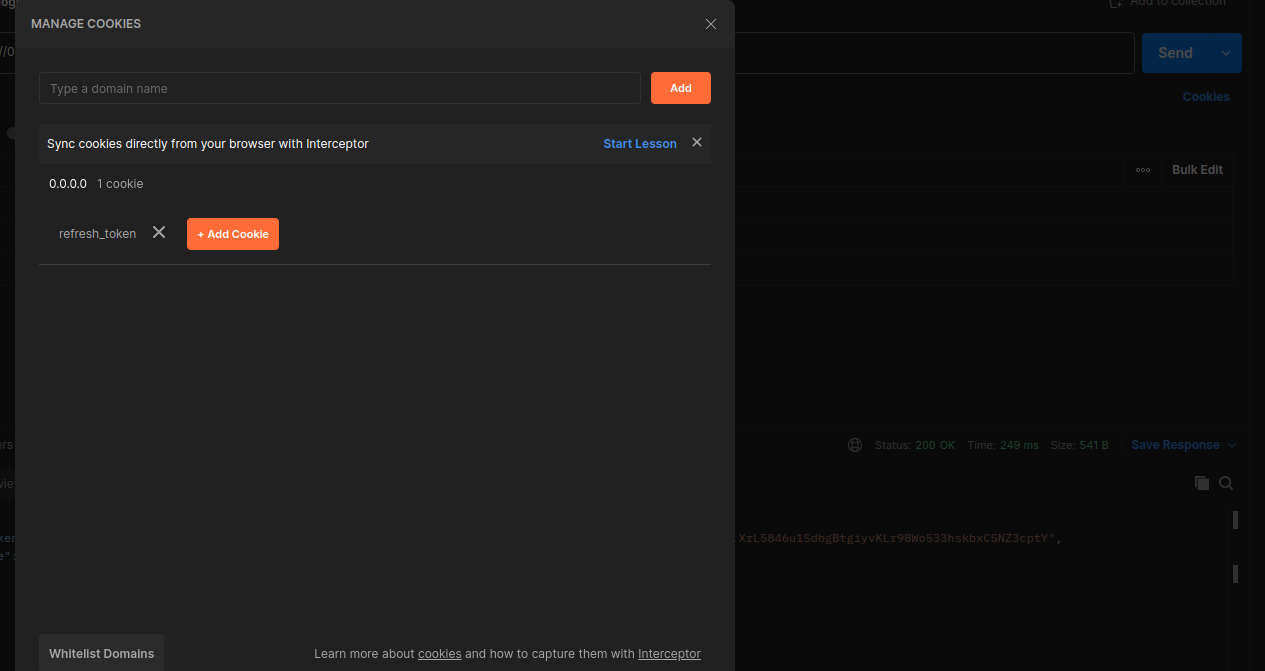 Add to collection
MANAGE COOKIES
//0
Send
Type a domain name
Add
Cookies
Sync cookies directly from your browser with Interceptor Start Lesson
0.0.0.0 1 cookie
Bulk Edit
refresh_token
+ Add Cookie
Status: 200 OK Time: 249 ms Size: 541 B Save Response
.XrL5846u1SdbgBtgiyvKLr98Wo533hskbxCSNZ3cptY",
e":
Whitelist Domains
Learn more about cookies and how to capture them with Interceptor